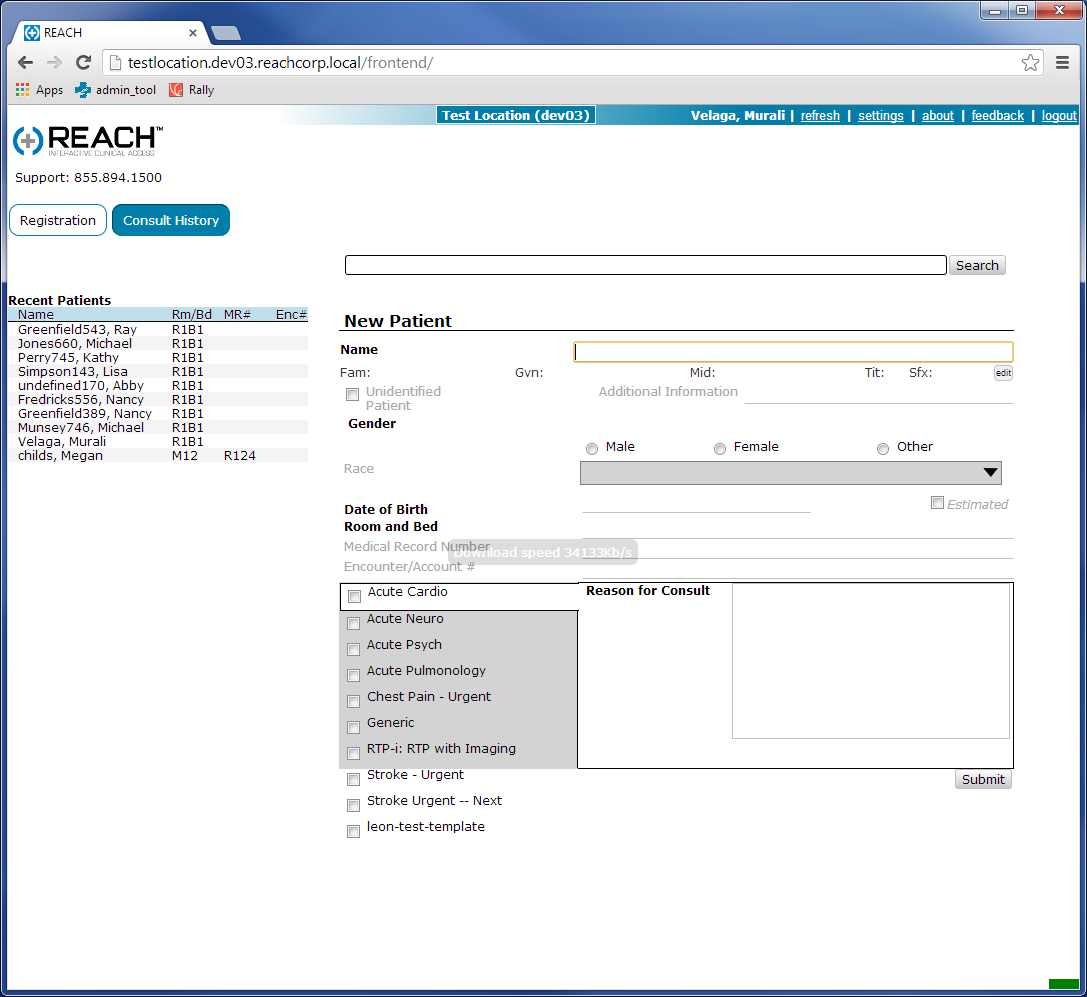 REACH
testlocation.dev03.reachcorp.local/frontend/
Apps admin_tool Rally
Test Location (dev03) Velaga, Murali | refresh | settings | about | feedback | logout
REACH™
INTERACTIVE CLINICAL ACCESS
Support: 855.894.1500
Registration Consult History
Search
Recent Patients
Name Rm/Bd MR# Enc#
Greenfield543, Ray R1B1
Jones660, Michael R1B1
Perry745, Kathy R1B1
Simpson143, Lisa R1B1
undefined170, Abby R1B1
Fredricks556, Nancy R1B1
Greenfield389, Nancy R1B1
Munsey746, Michael R1B1
Velaga, Murali R1B1
childs, Megan M12 R124
New Patient
Name
Fam: Gvn: Mid: Tit: Sfx: edit
Unidentified Patient Additional Information
Gender
Male Female Other
Race
Date of Birth Estimated
Room and Bed
Medical Record Number
Download speed 34133Kb/s
Encounter/Account #
Acute Cardio Reason for Consult
Acute Neuro
Acute Psych
Acute Pulmonology
Chest Pain - Urgent
Generic
RTP-i: RTP with Imaging
Stroke - Urgent Submit
Stroke Urgent -- Next
leon-test-template